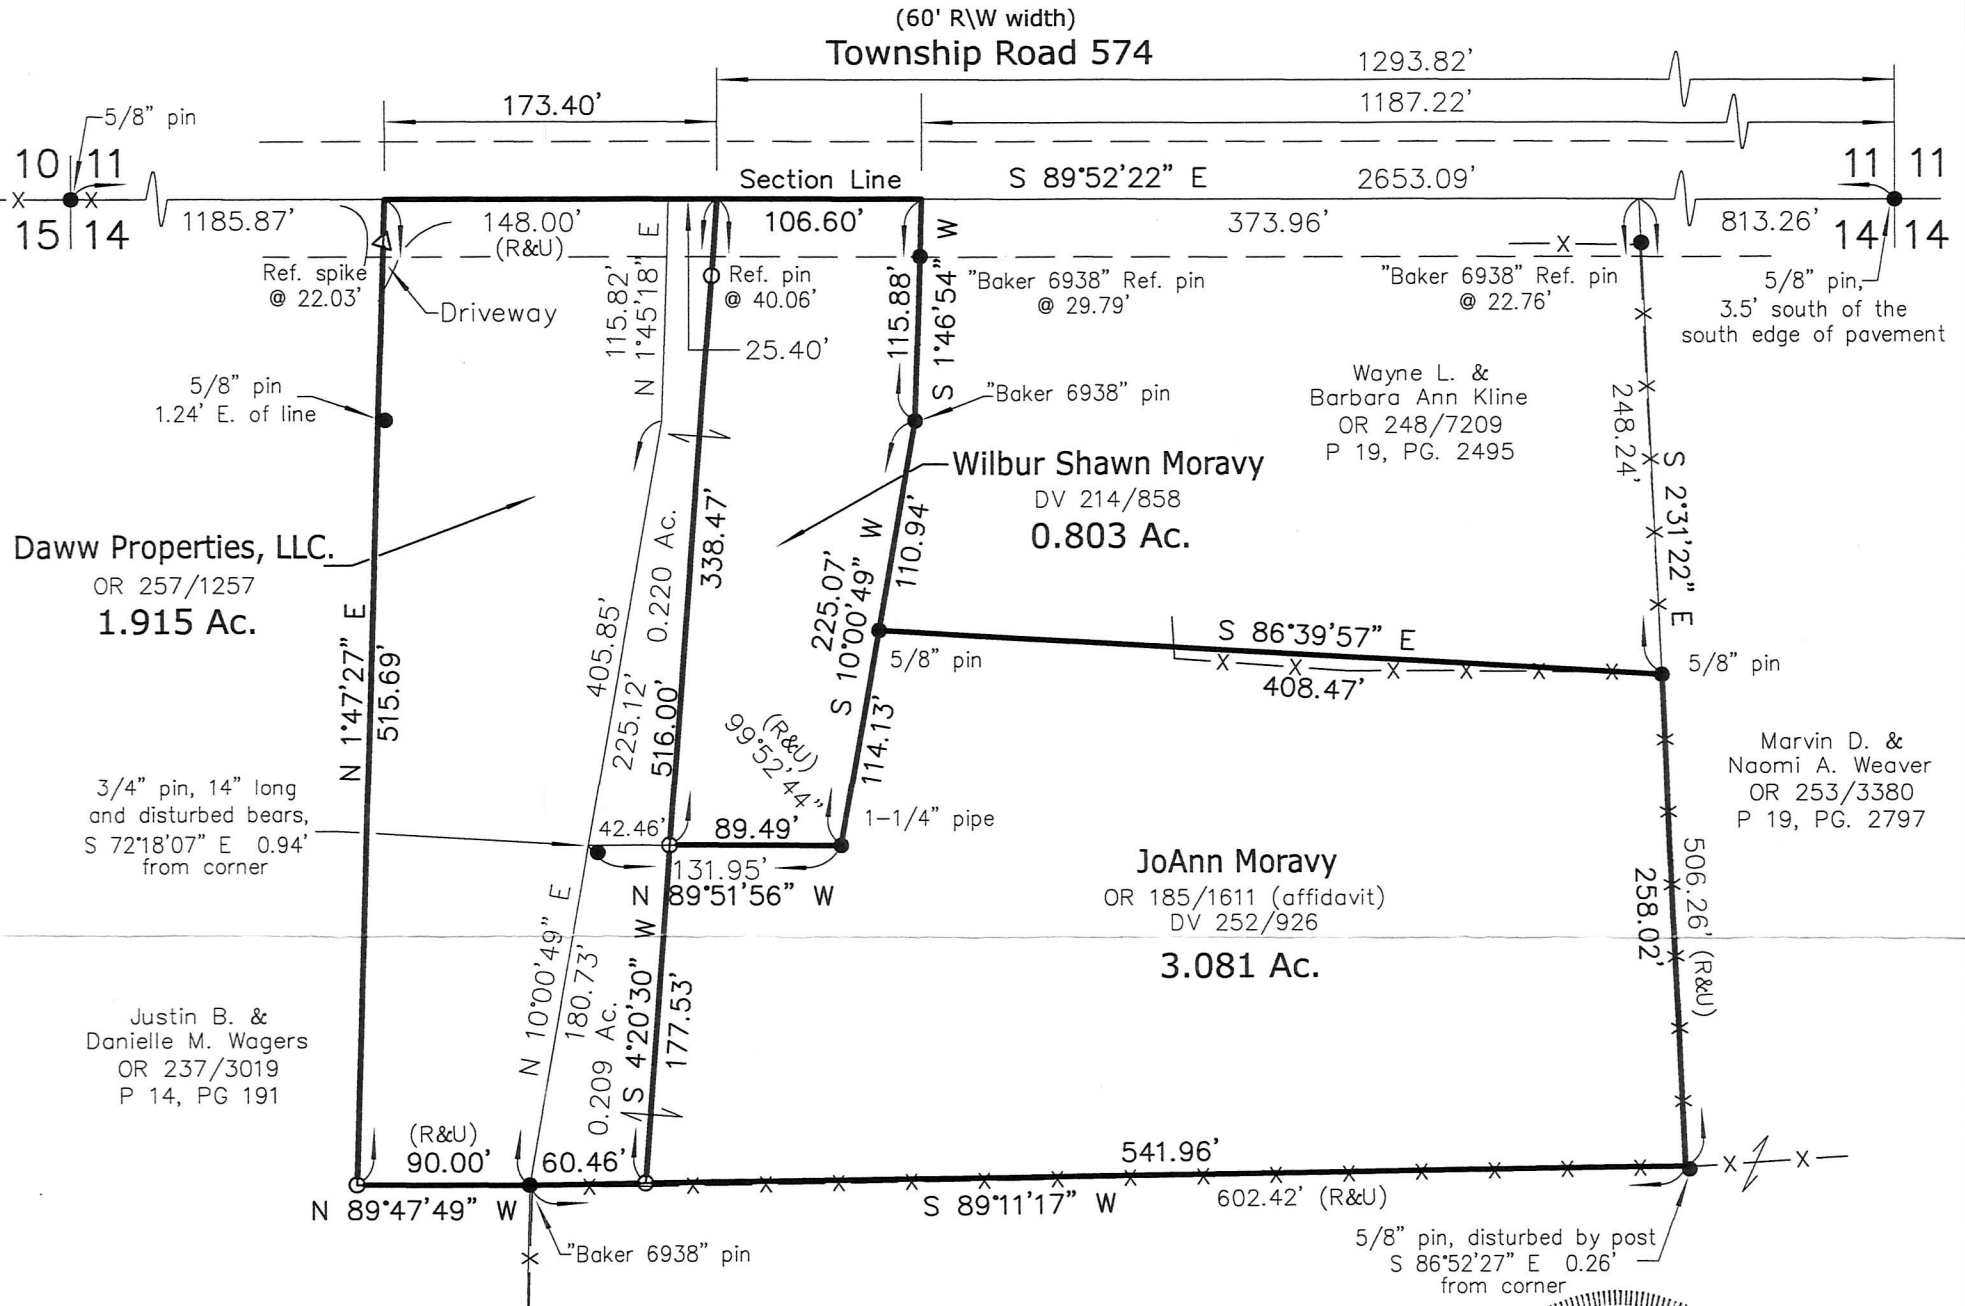 (60' R\W width)
Township Road 574
1293.82'
173.40'
1187.22'
5/8" pin
10 11
15 14
Section Line
S 89°52'22" E
2653.09'
11 11
14 14
1185.87'
148.00'
(R&U)
106.60'
373.96'
813.26'
Ref. spike
@ 22.03'
Driveway
115.82'
N 1°45'18" E
Ref. pin
@ 40.06'
25.40'
115.88'
S 1°46'54" W
"Baker 6938" Ref. pin
@ 29.79'
"Baker 6938" Ref. pin
@ 22.76'
5/8" pin,
3.5' south of the
south edge of pavement
5/8" pin
1.24' E. of line
"Baker 6938" pin
Wayne L. &
Barbara Ann Kline
OR 248/7209
P 19, PG. 2495
248.24'
S 2°31'22" E
Wilbur Shawn Moravy
DV 214/858
0.803 Ac.
Daww Properties, LLC.
OR 257/1257
1.915 Ac.
N 1°47'27" E
515.69'
405.85'
225.12'
0.220 Ac.
338.47'
516.00'
225.07'
S 10°00'49" W
110.94'
114.13'
5/8" pin
S 86°39'57" E
408.47'
5/8" pin
(R&U)
99°52'44"
3/4" pin, 14" long
and disturbed bears,
S 72°18'07" E 0.94'
from corner
42.46'
89.49'
131.95'
N 89°51'56" W
1-1/4" pipe
JoAnn Moravy
OR 185/1611 (affidavit)
DV 252/926
3.081 Ac.
Marvin D. &
Naomi A. Weaver
OR 253/3380
P 19, PG. 2797
506.26' (R&U)
258.02'
N 10°00'49" E
180.73'
0.209 Ac.
S 4°20'30" W
177.53'
Justin B. &
Danielle M. Wagers
OR 237/3019
P 14, PG 191
(R&U)
90.00'
60.46'
541.96'
N 89°47'49" W
S 89°11'17" W
602.42' (R&U)
"Baker 6938" pin
5/8" pin, disturbed by post
S 86°52'27" E 0.26'
from corner